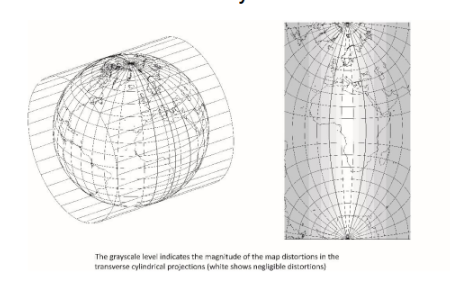 The grayscale level indicates the magnitude of the map distortions in the
transverse cylindrical projections (white shows negligible distortions)